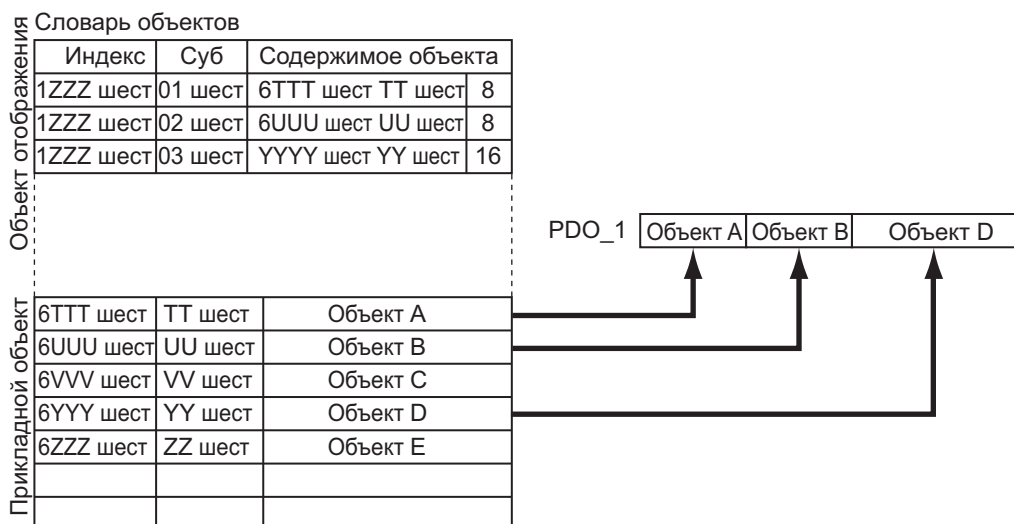 Словарь объектов
Объект отображения
Индекс Суб Содержимое объекта
1ZZZ шест 01 шест 6TTT шест TT шест 8
1ZZZ шест 02 шест 6UUU шест UU шест 8
1ZZZ шест 03 шест YYYY шест YY шест 16
PDO_1 Объект A Объект B Объект D
Прикладной объект
6TTT шест TT шест Объект A
6UUU шест UU шест Объект B
6VVV шест VV шест Объект C
6YYY шест YY шест Объект D
6ZZZ шест ZZ шест Объект E